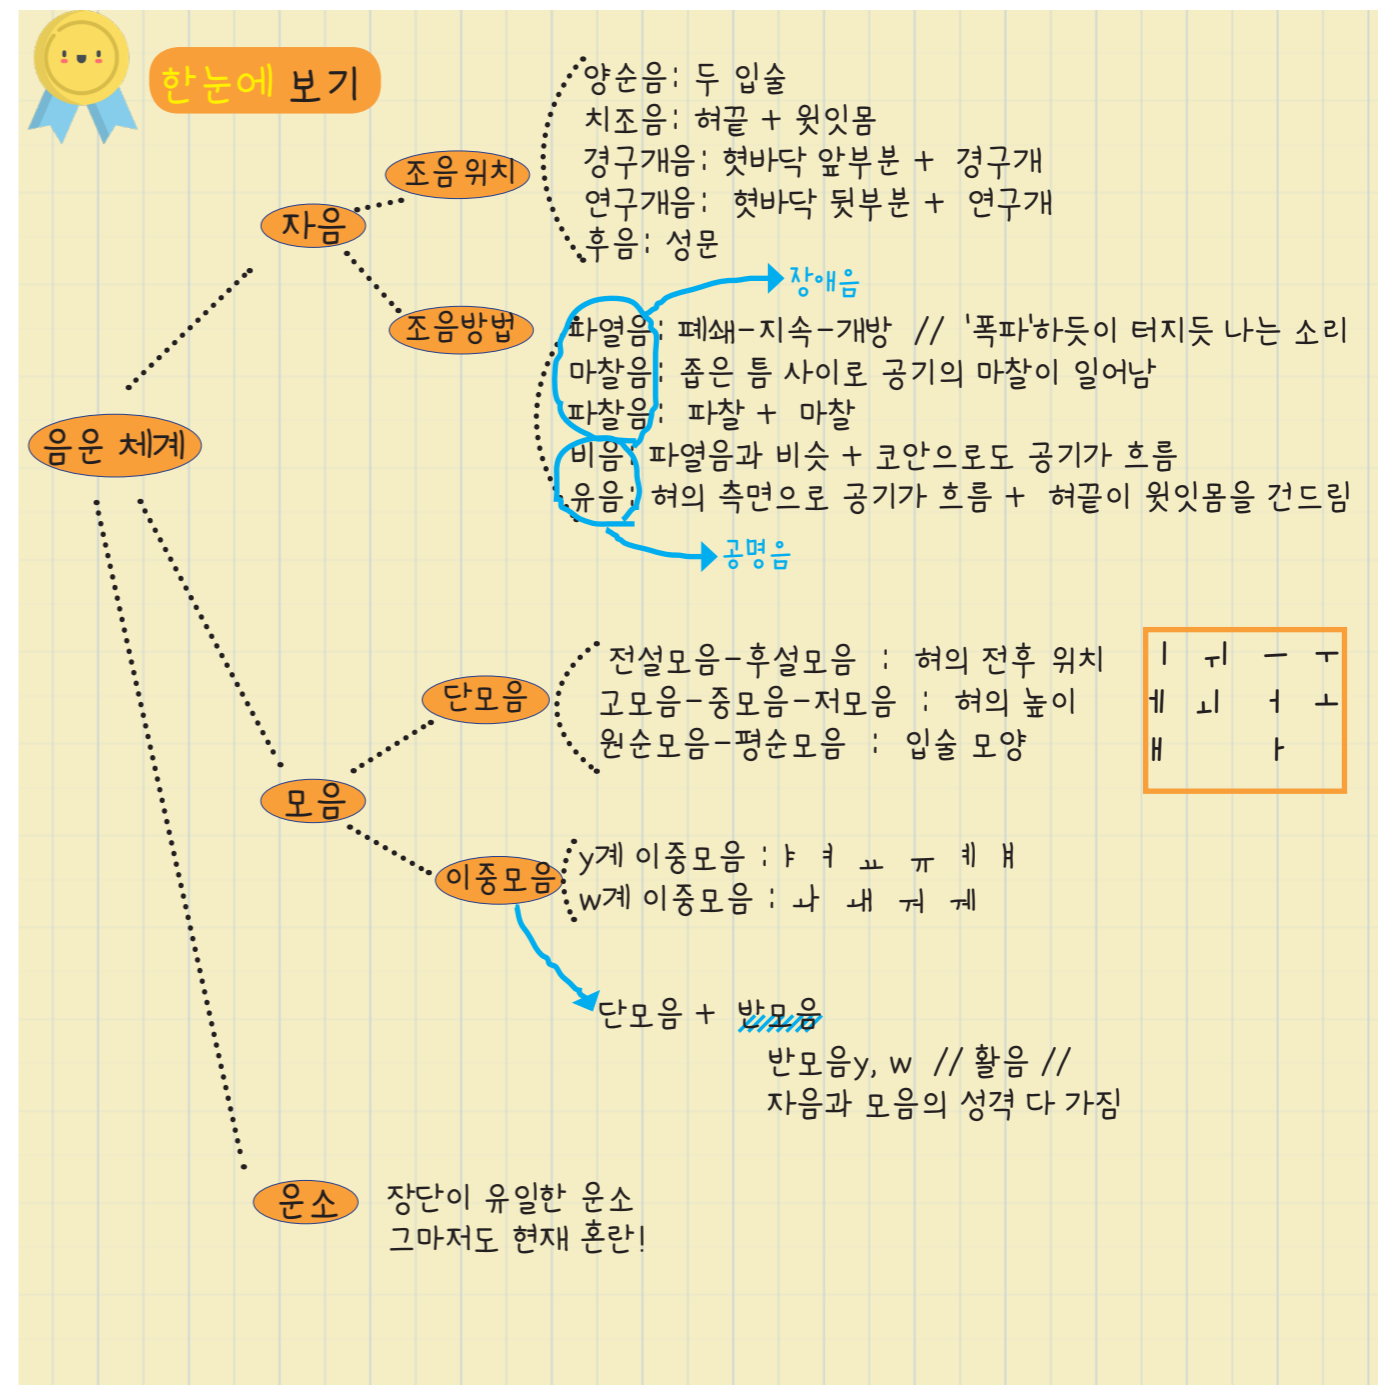 한눈에 보기
음운 체계
자음
조음위치
양순음: 두 입술
치조음: 혀끝 + 윗잇몸
경구개음: 혓바닥 앞부분 + 경구개
연구개음: 혓바닥 뒷부분 + 연구개
후음: 성문
조음방법
장애음
파열음: 폐쇄-지속-개방 // '폭파'하듯이 터지듯 나는 소리
마찰음: 좁은 틈 사이로 공기의 마찰이 일어남
파찰음: 파찰 + 마찰
비음: 파열음과 비슷 + 코안으로도 공기가 흐름
유음: 혀의 측면으로 공기가 흐름 + 혀끝이 윗잇몸을 건드림
공명음
모음
단모음
전설모음-후설모음 : 혀의 전후 위치
고모음-중모음-저모음 : 혀의 높이
원순모음-평순모음 : 입술 모양
ㅣ ㅟ ㅡ ㅜ
ㅔ ㅚ ㅓ ㅗ
ㅐ ㅏ
이중모음
y계 이중모음 : ㅑ ㅕ ㅛ ㅠ ㅖ ㅒ
w계 이중모음 : ㅘ ㅙ ㅝ ㅞ
단모음 + 반모음
반모음y, w // 활음 //
자음과 모음의 성격 다 가짐
운소
장단이 유일한 운소
그마저도 현재 혼란!